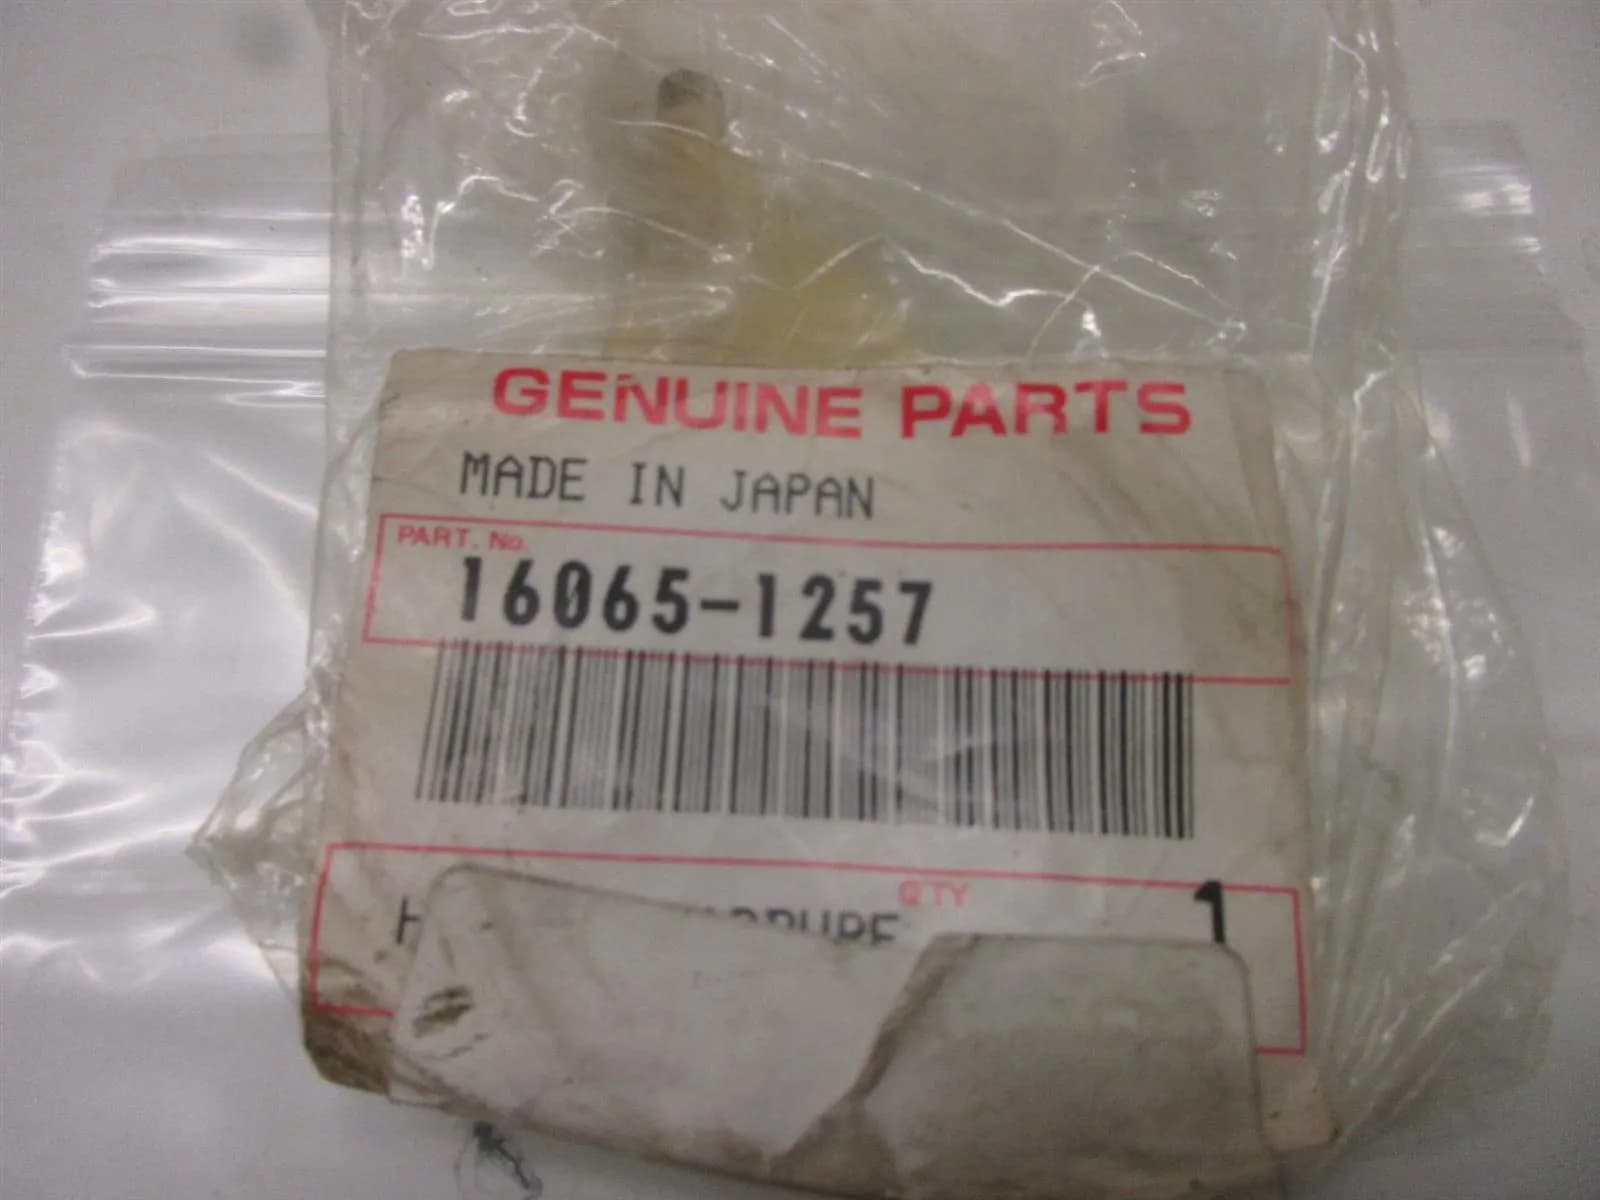 GENUINE PARTS
MADE IN JAPAN
PART. No.
16065-1257
QTY
1